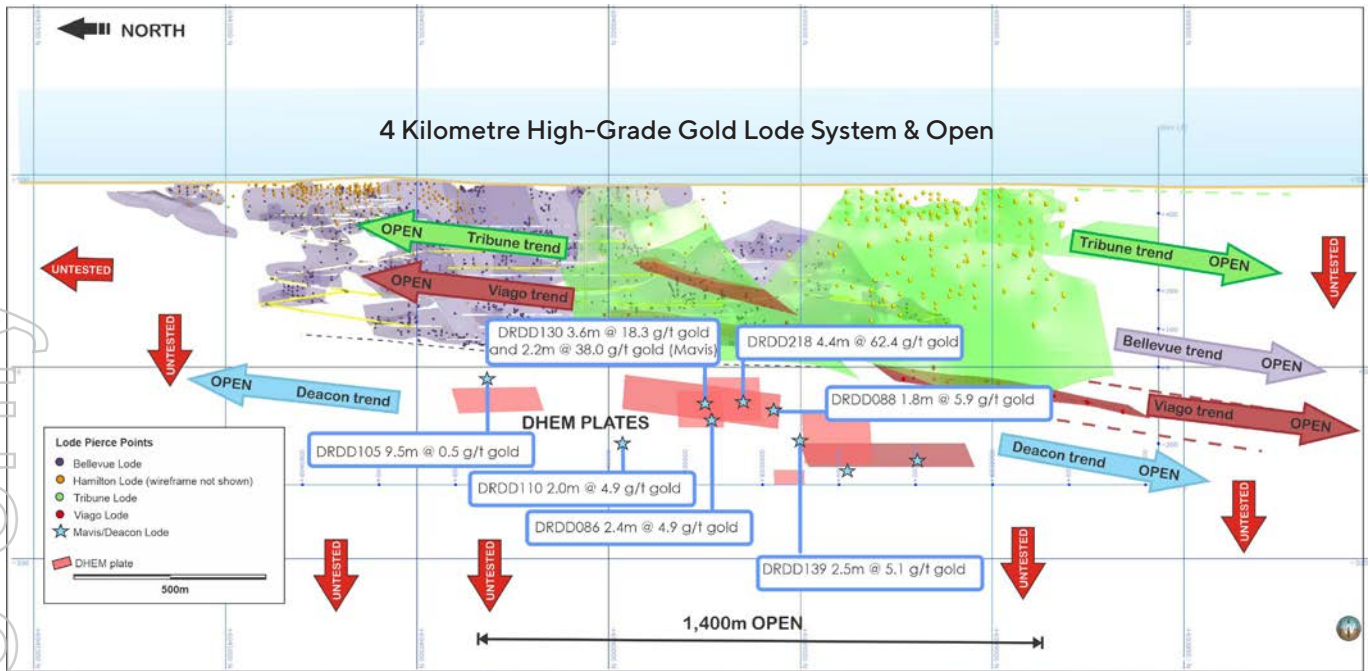 NORTH
4 Kilometre High-Grade Gold Lode System & Open
OPEN Tribune trend
Tribune trend OPEN
UNTESTED
UNTESTED
OPEN Viago trend
UNTESTED
DRDD130 3.6m @ 18.3 g/t gold
and 2.2m @ 38.0 g/t gold (Mavis)
DRDD218 4.4m @ 62.4 g/t gold
Bellevue trend
OPEN
OPEN
Deacon trend
DRDD088 1.8m @ 5.9 g/t gold
Viago trend
OPEN
DHEM PLATES
Lode Pierce Points
Bellevue Lode
Hamilton Lode (wireframe not shown)
Tribune Lode
Viago Lode
Mavis/Deacon Lode
DHEM plate
500m
DRDD105 9.5m @ 0.5 g/t gold
Deacon trend
OPEN
DRDD110 2.0m @ 4.9 g/t gold
DRDD086 2.4m @ 4.9 g/t gold
UNTESTED
UNTESTED
UNTESTED
UNTESTED
DRDD139 2.5m @ 5.1 g/t gold
1,400m OPEN